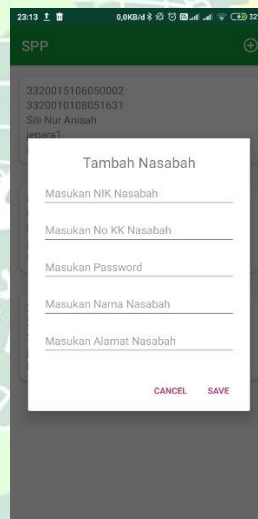 23:13 0,0KB/d 32
SPP
3320015106050002
3320010108051631
Siti Nur Anisah
jepara1
Tambah Nasabah
Masukan NIK Nasabah
Masukan No KK Nasabah
Masukan Password
Masukan Nama Nasabah
Masukan Alamat Nasabah
CANCEL SAVE